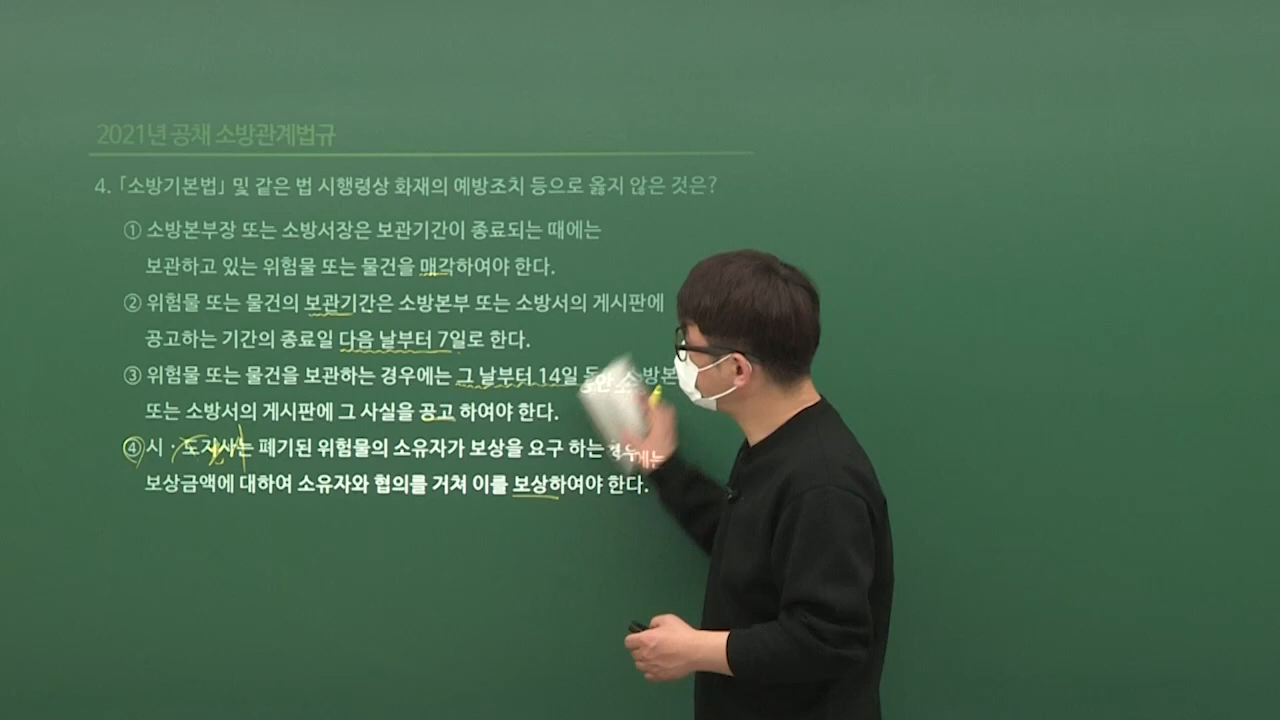 2021년 공채 소방관계법규
4. 「소방기본법」 및 같은 법 시행령상 화재의 예방조치 등으로 옳지 않은 것은?
① 소방본부장 또는 소방서장은 보관기간이 종료되는 때에는
보관하고 있는 위험물 또는 물건을 매각하여야 한다.
② 위험물 또는 물건의 보관기간은 소방본부 또는 소방서의 게시판에
공고하는 기간의 종료일 다음 날부터 7일로 한다.
③ 위험물 또는 물건을 보관하는 경우에는 그 날부터 14일 동안 소방본
또는 소방서의 게시판에 그 사실을 공고 하여야 한다.
④ 시·도지사는 폐기된 위험물의 소유자가 보상을 요구 하는 경우에는
보상금액에 대하여 소유자와 협의를 거쳐 이를 보상하여야 한다.